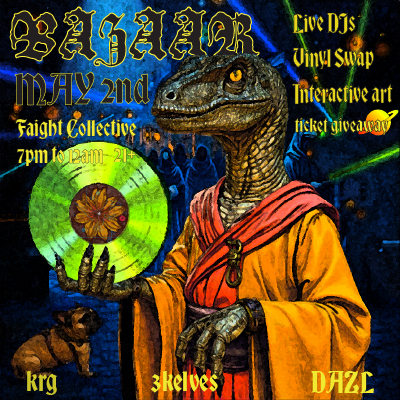 BAZAAR
MAY 2nd
Faight Collective
7pm to 12am 21+
Live DJs
Vinyl Swap
Interactive art
ticket giveaway
krg
3kelves
DAZL